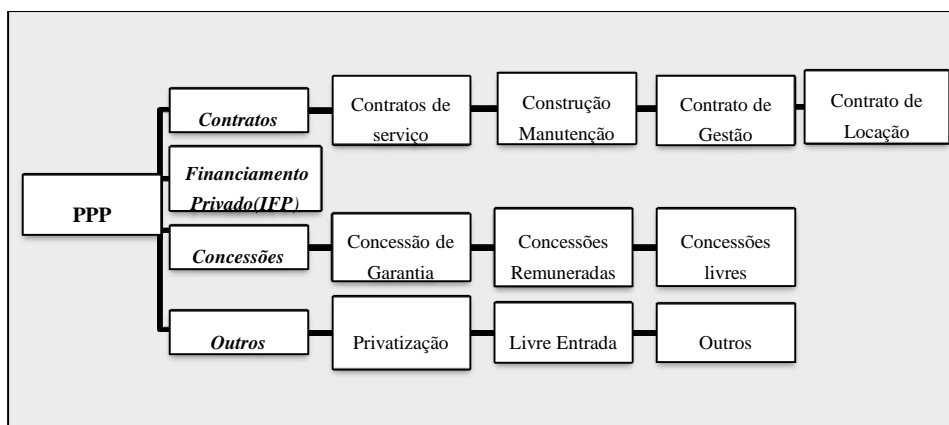 PPP
Contratos
Contratos de
serviço
Construção
Manutenção
Contrato de
Gestão
Contrato de
Locação
Financiamento
Privado(IFP)
Concessões
Concessão de
Garantia
Concessões
Remuneradas
Concessões
livres
Outros
Privatização
Livre Entrada
Outros